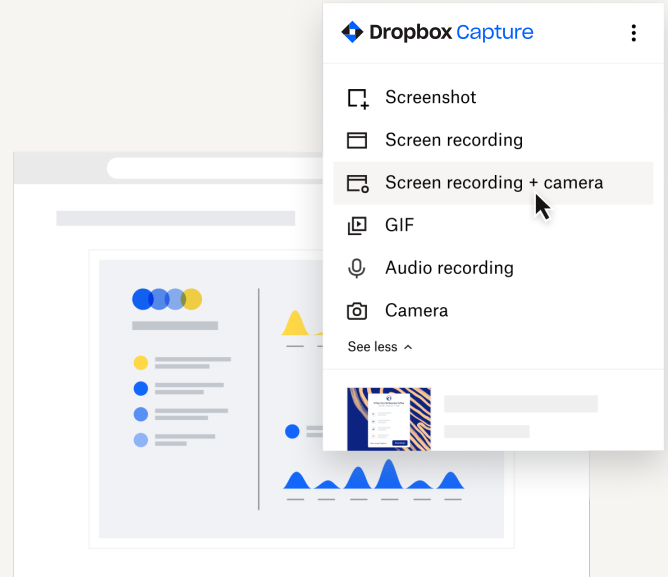 Dropbox Capture
Screenshot
Screen recording
Screen recording + camera
GIF
Audio recording
Camera
See less